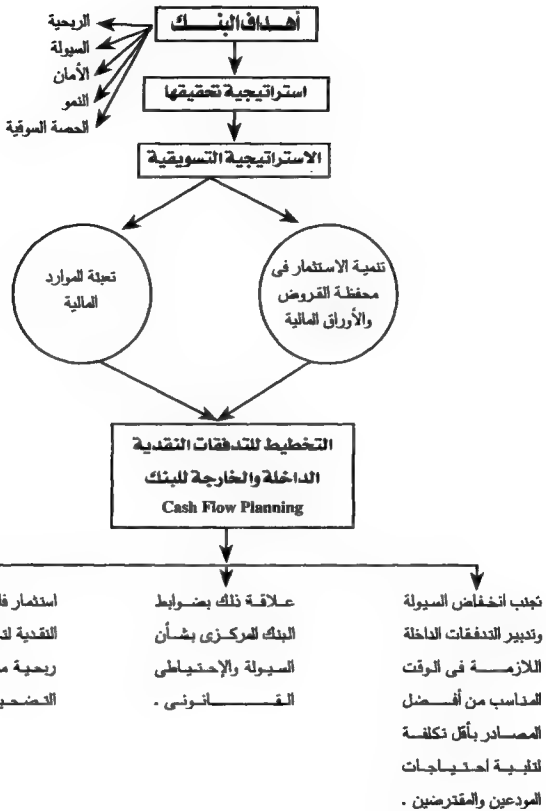 أهداف البنك
الربحية
السيولة
الأمان
النمو
الحصة السوقية
استراتيجية تحقيقها
الاستراتيجية التسويقية
تنمية الاستثمار فى
محفظة القروض
والأوراق المالية
تعبئة الموارد
المالية
التخطيط للتدفقات النقدية
الداخلة والخارجة للبنك
Cash Flow Planning
تجنب انخفاض السيولة
وتدبير التدفقات الداخلة
اللازمة فى الوقت
المناسب من أفضل
المصادر بأقل تكلفة
لتلبية احتياجات
المودعين والمقترضين .
علاقة ذلك بضوابط
البنك المركزى بشأن
السيولة والإحتياطى
القانونى .
استثمار
النقدية
ربحية